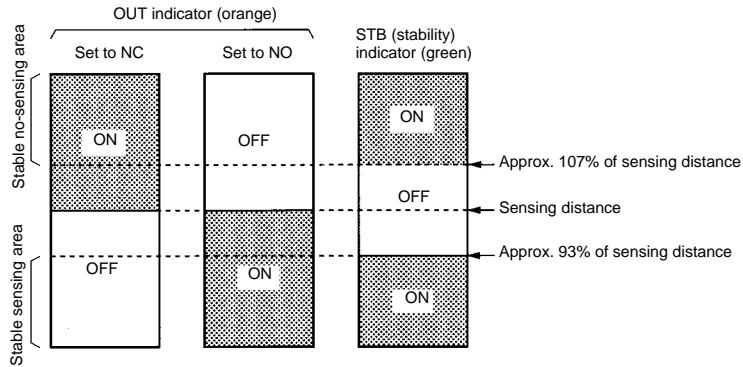 OUT indicator (orange)
STB (stability)
indicator (green)
Set to NC
Set to NO
Stable no-sensing area
ON
OFF
ON
Approx. 107% of sensing distance
OFF
Sensing distance
Approx. 93% of sensing distance
Stable sensing area
OFF
ON
ON